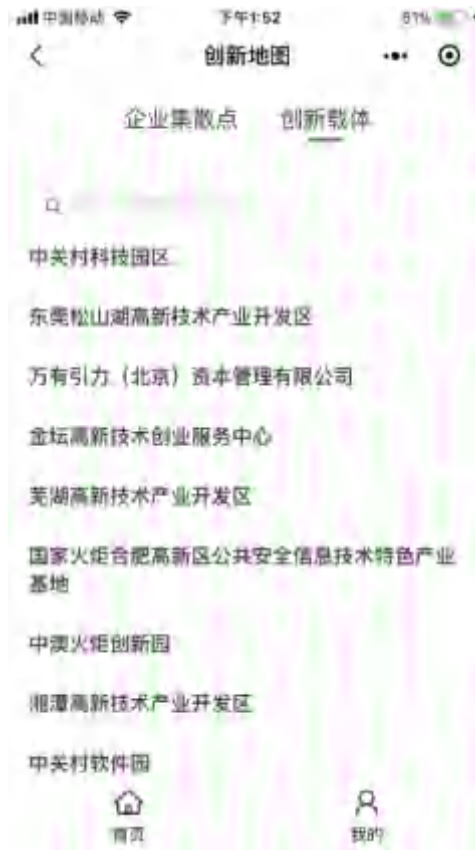 中国移动
下午1:52
创新地图
企业集散点 创新载体
中关村科技园区
东莞松山湖高新技术产业开发区
万有引力（北京）资本管理有限公司
金坛高新技术创业服务中心
芜湖高新技术产业开发区
国家火炬合肥高新区公共安全信息技术特色产业
基地
中澳火炬创新园
湘潭高新技术产业开发区
中关村软件园
首页 我的